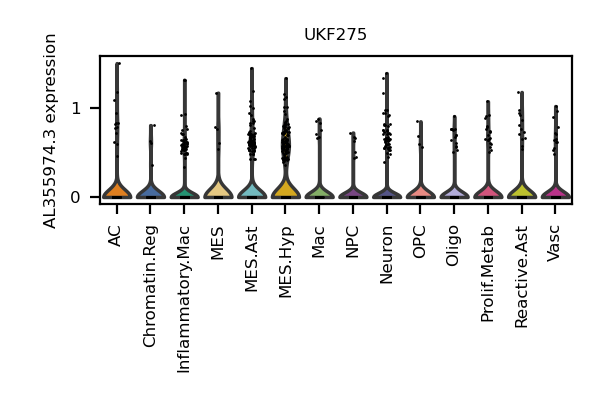 UKF275
AL355974.3 expression
1
0
AC
Chromatin.Reg
Inflammatory.Mac
MES
MES.Ast
MES.Hyp
Mac
NPC
Neuron
OPC
Oligo
Prolif.Metab
Reactive.Ast
Vasc